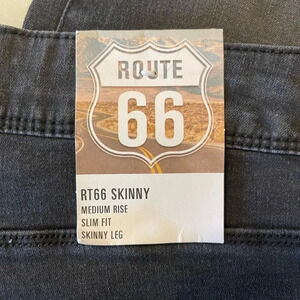 ROUTE
66
RT66 SKINNY
MEDIUM RISE
SLIM FIT
SKINNY LEG